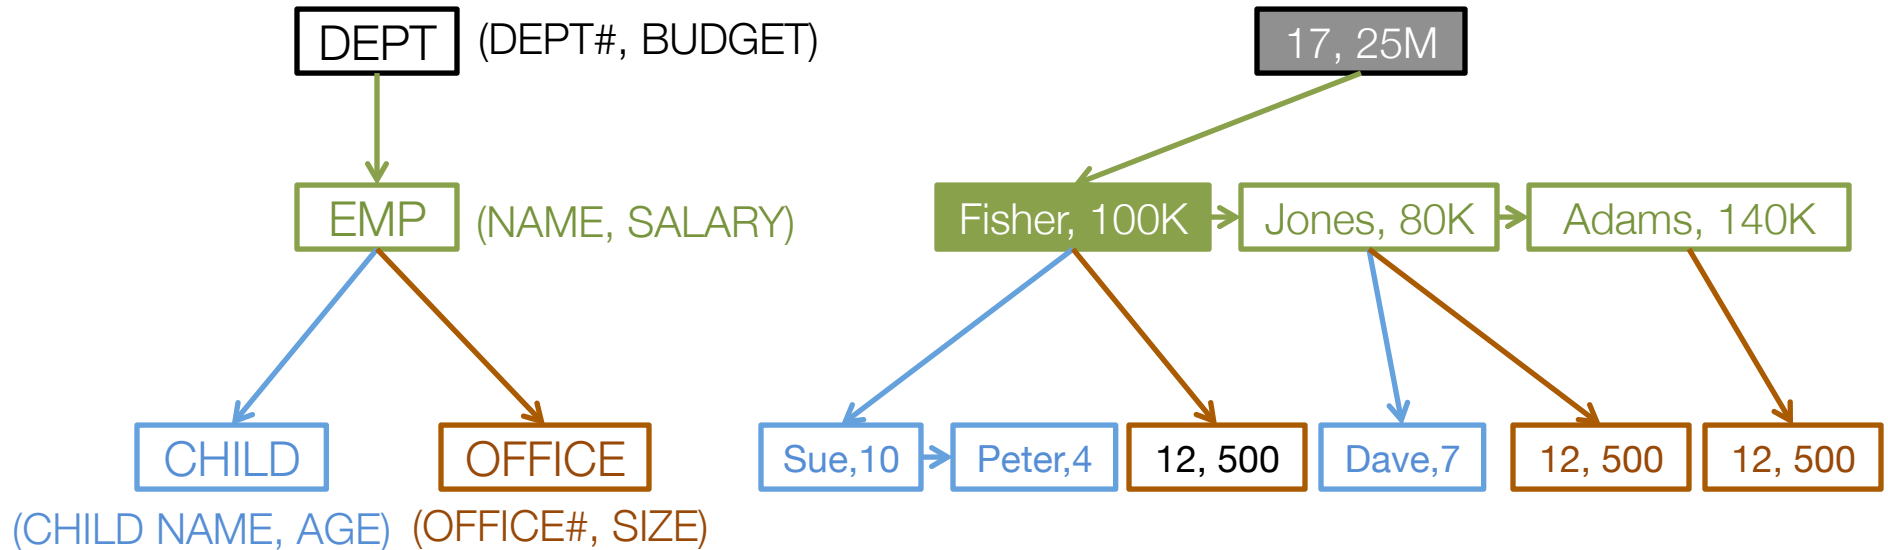 DEPT (DEPT#, BUDGET)
17, 25M
EMP (NAME, SALARY)
Fisher, 100K
Jones, 80K
Adams, 140K
CHILD
OFFICE
Sue,10
Peter,4
12, 500
Dave,7
12, 500
12, 500
(CHILD NAME, AGE)
(OFFICE#, SIZE)